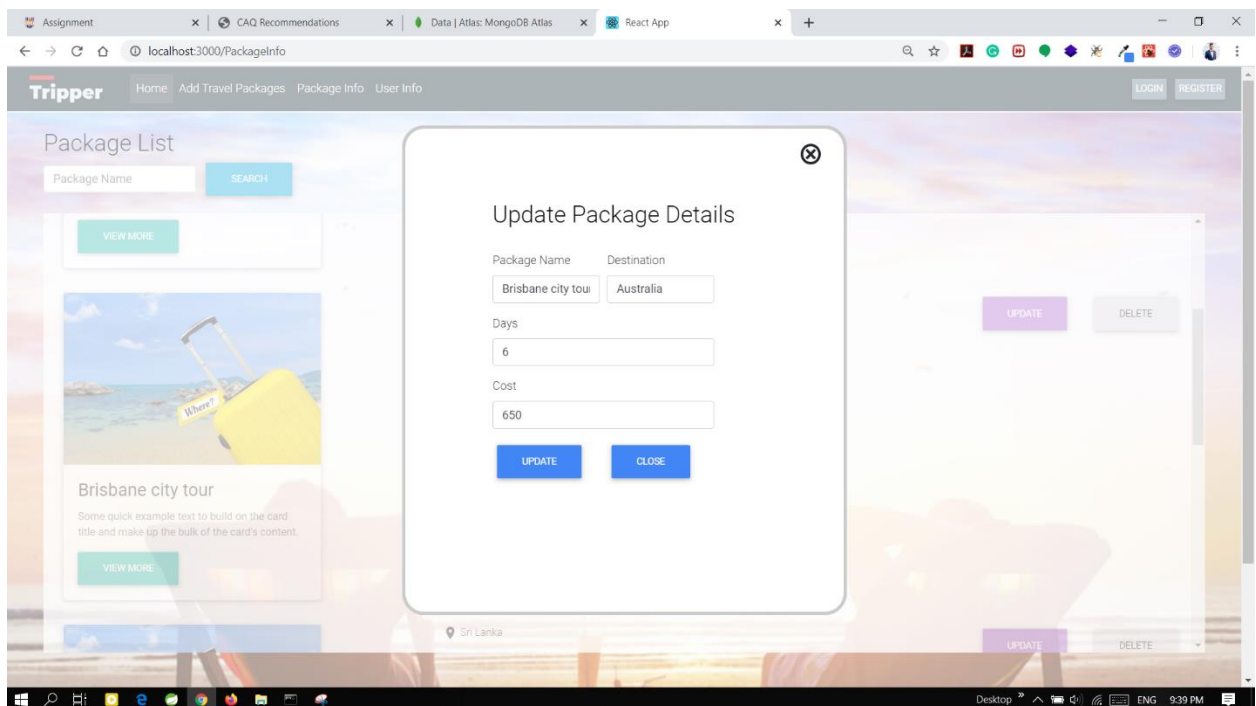 Assignment
CAQ Recommendations
Data | Atlas: MongoDB Atlas
React App
localhost:3000/PackageInfo
Tripper
Home Add Travel Packages Package Info User Info
LOGIN REGISTER
Package List
Package Name
SEARCH
VIEW MORE
Where?
Brisbane city tour
Some quick example text to build on the card
title and make up the bulk of the card's content.
VIEW MORE
Update Package Details
Package Name Destination
Brisbane city tou Australia
Days
6
Cost
650
UPDATE CLOSE
UPDATE DELETE
Sri Lanka
UPDATE DELETE
Desktop ENG 9:39 PM